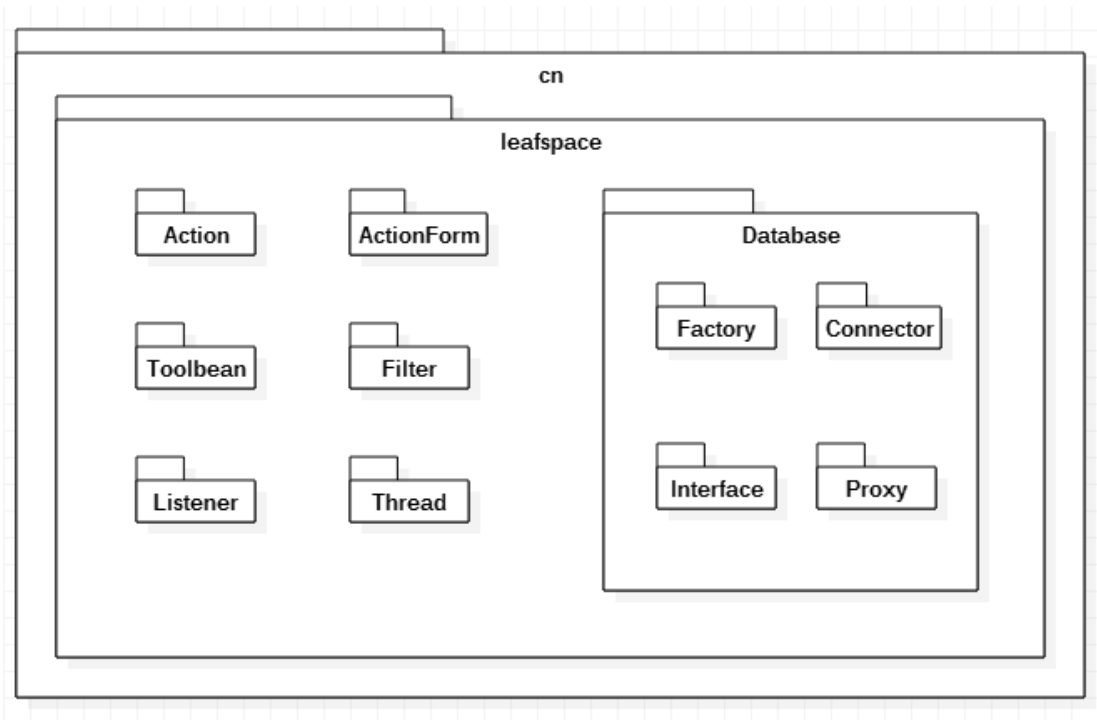 cn
leafspace
Action
ActionForm
Database
Factory
Connector
Toolbean
Filter
Interface
Proxy
Listener
Thread